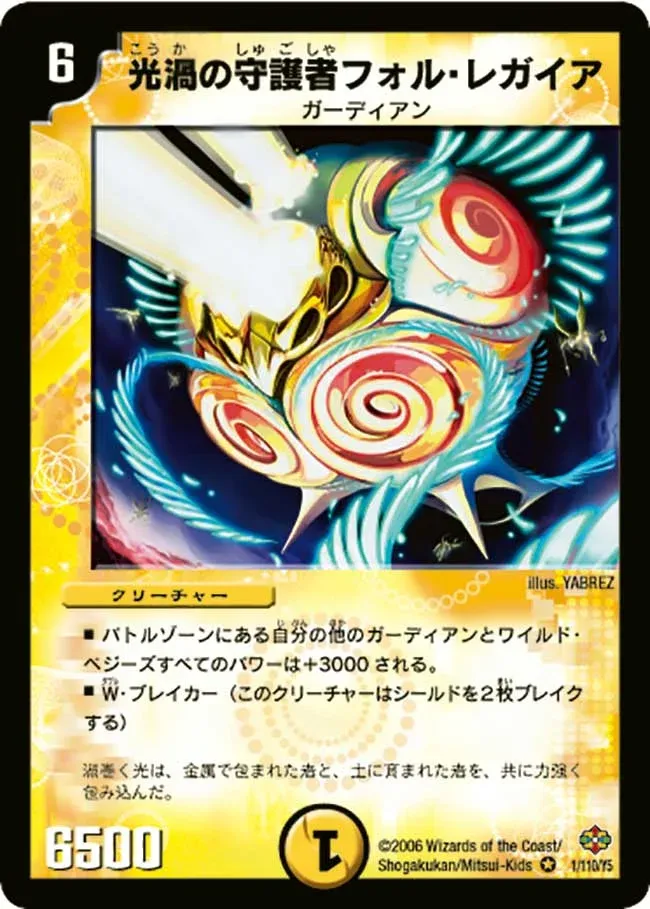 6
こうか しゅごしゃ
光渦の守護者フォル・レガイア
ガーディアン
illus. YABREZ
クリーチャー
■ バトルゾーンにある自分の他のガーディアンとワイルド・
ベジーズすべてのパワーは+3000 される。
■ W・ブレイカー（このクリーチャーはシールドを2枚ブレイク
する）
渦巻く光は、金属で包まれた者と、土に育まれた者を、共に力強く
包み込んだ。
6500
1
©2006 Wizards of the Coast/
Shogakukan/Mitsui-Kids
1/110/Y5